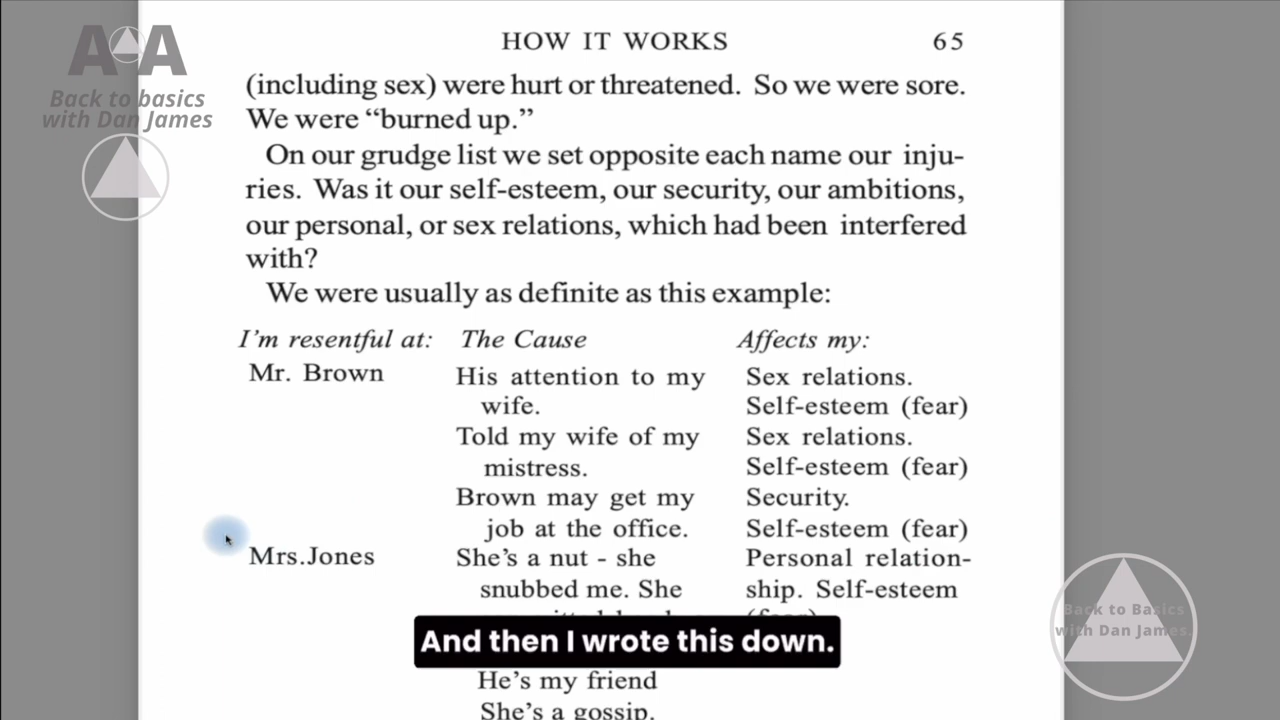 HOW IT WORKS 65
(including sex) were hurt or threatened. So we were sore.
We were “burned up.”
On our grudge list we set opposite each name our inju-
ries. Was it our self-esteem, our security, our ambitions,
our personal, or sex relations, which had been interfered
with?
We were usually as definite as this example:
I’m resentful at: The Cause Affects my:
Mr. Brown His attention to my Sex relations.
wife. Self-esteem (fear)
Told my wife of my Sex relations.
mistress. Self-esteem (fear)
Brown may get my Security.
job at the office. Self-esteem (fear)
Mrs.Jones She’s a nut - she Personal relation-
snubbed me. She ship. Self-esteem
And then I wrote this down.
He’s my friend
She’s a gossip.
AA
Back to basics
with Dan James
Back to Basics
with Dan James.